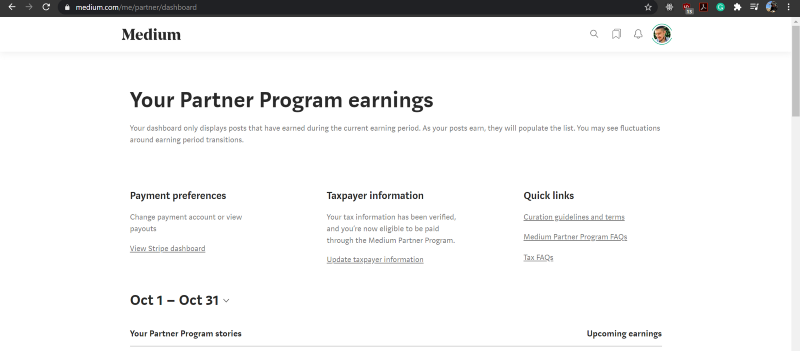 medium.com/me/partner/dashboard
Medium
Your Partner Program earnings
Your dashboard only displays posts that have earned during the current earning period. As your posts earn, they will populate the list. You may see fluctuations
around earning period transitions.
Payment preferences
Change payment account or view
payouts
View Stripe dashboard
Taxpayer information
Your tax information has been verified,
and you're now eligible to be paid
through the Medium Partner Program.
Update taxpayer information
Quick links
Curation guidelines and terms
Medium Partner Program FAQs
Tax FAQs
Oct 1 – Oct 31
Your Partner Program stories
Upcoming earnings